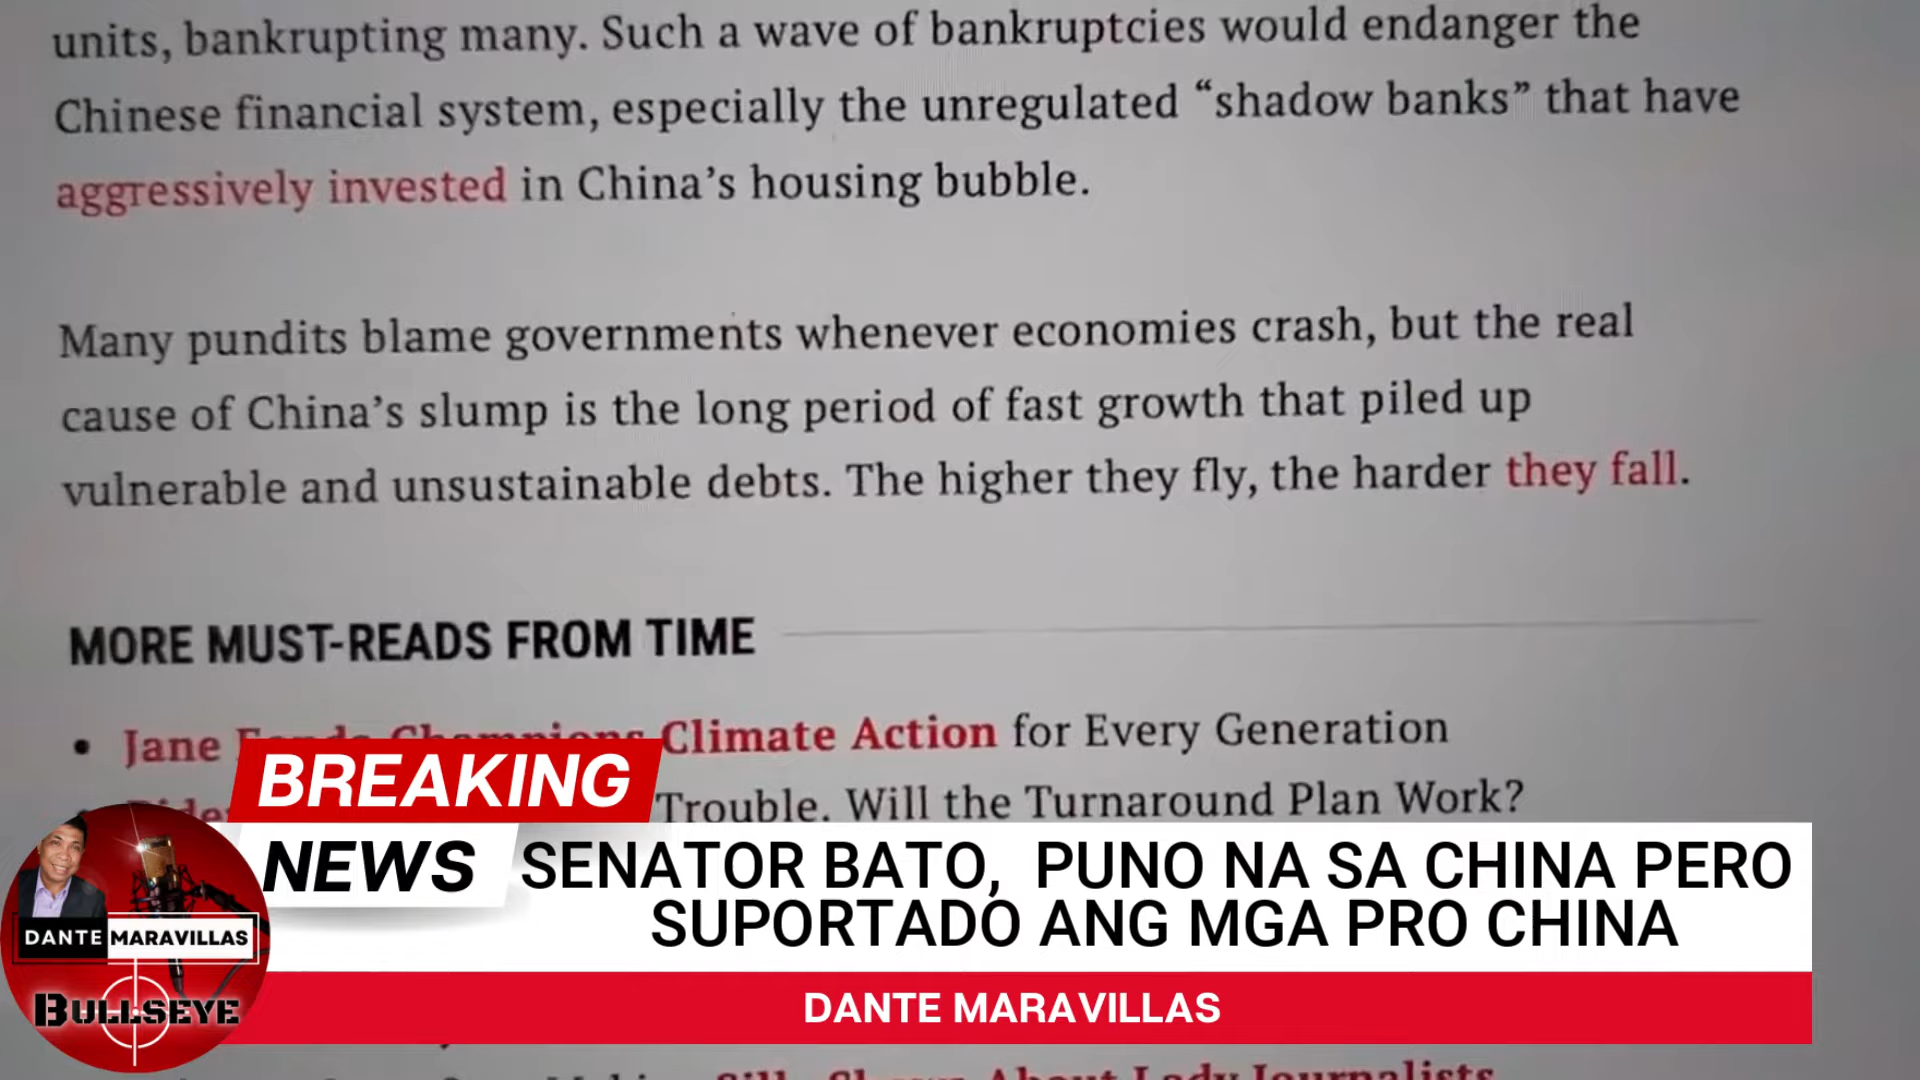 units, bankrupting many. Such a wave of bankruptcies would endanger the
Chinese financial system, especially the unregulated “shadow banks” that have
aggressively invested in China’s housing bubble.
Many pundits blame governments whenever economies crash, but the real
cause of China’s slump is the long period of fast growth that piled up
vulnerable and unsustainable debts. The higher they fly, the harder they fall.
MORE MUST-READS FROM TIME
• Jane Fonda Champions Climate Action for Every Generation
Trouble. Will the Turnaround Plan Work?
BREAKING
NEWS
SENATOR BATO, PUNO NA SA CHINA PERO
SUPORTADO ANG MGA PRO CHINA
DANTE MARAVILLAS
DANTE MARAVILLAS
BULLSEYE
About Lady Journalists